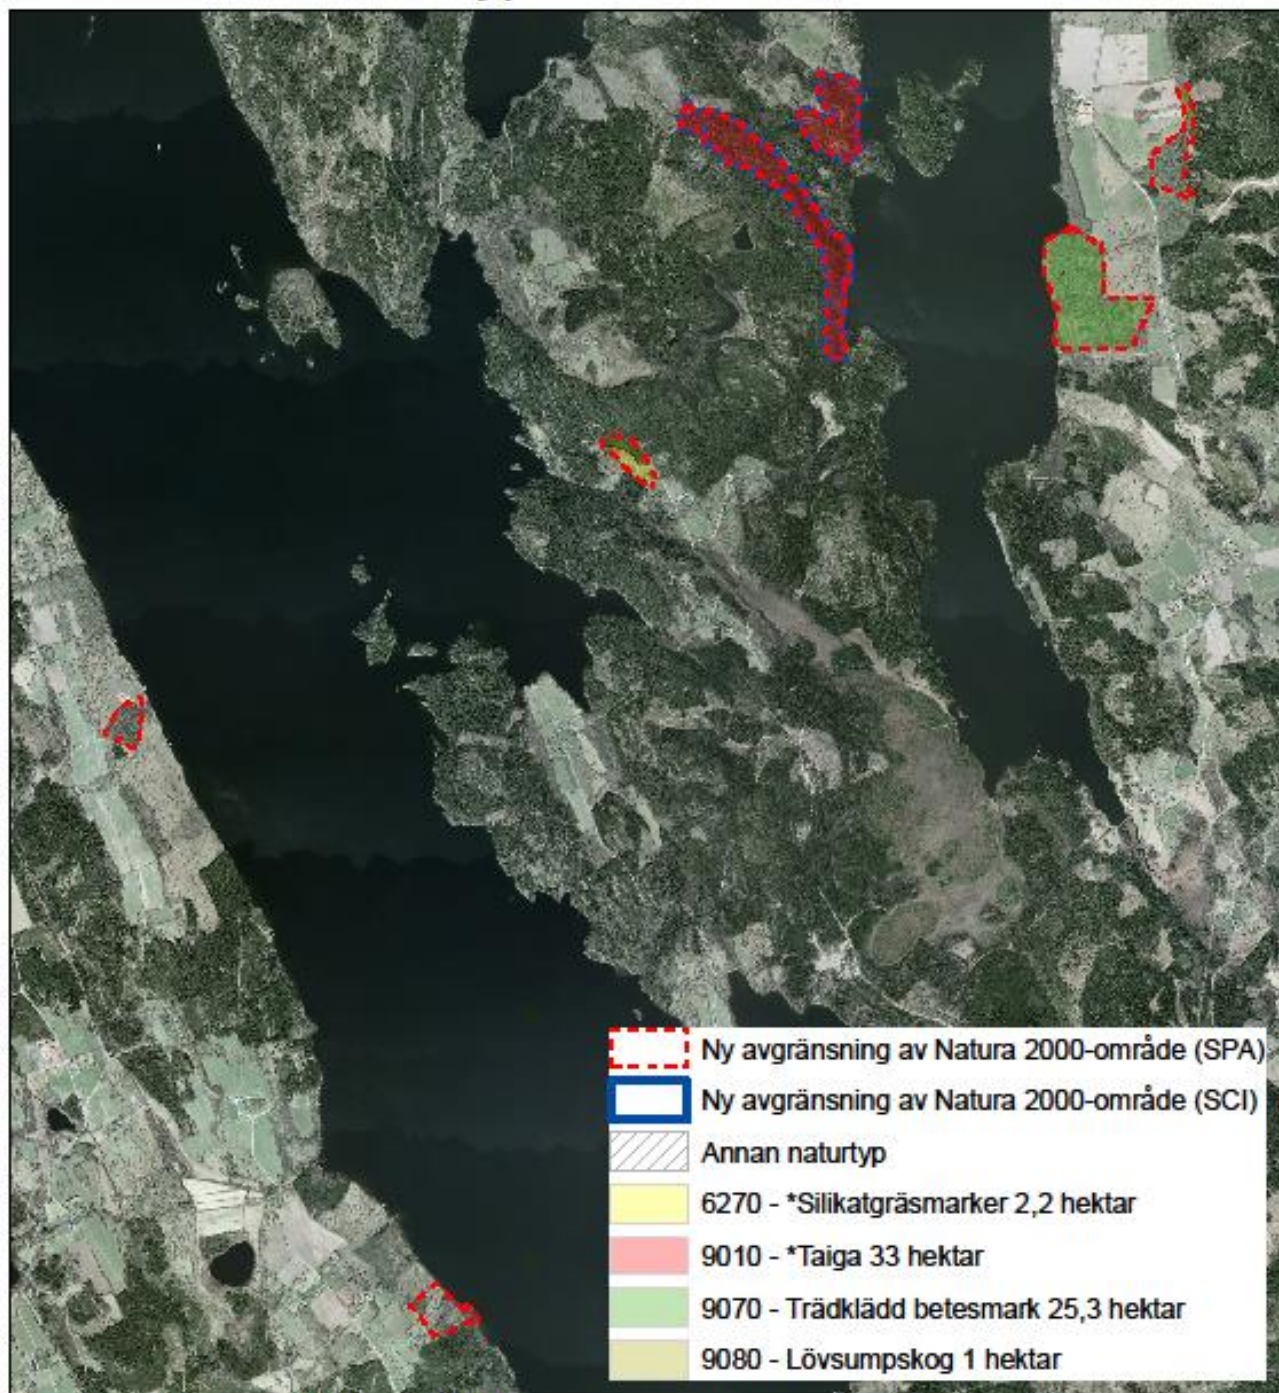 Ny avgränsning av Natura 2000-område (SPA)
Ny avgränsning av Natura 2000-område (SCI)
Annan naturtyp
6270 - *Silikatgräsmarker 2,2 hektar
9010 - *Taiga 33 hektar
9070 - Trädklädd betesmark 25,3 hektar
9080 - Lövsumpskog 1 hektar